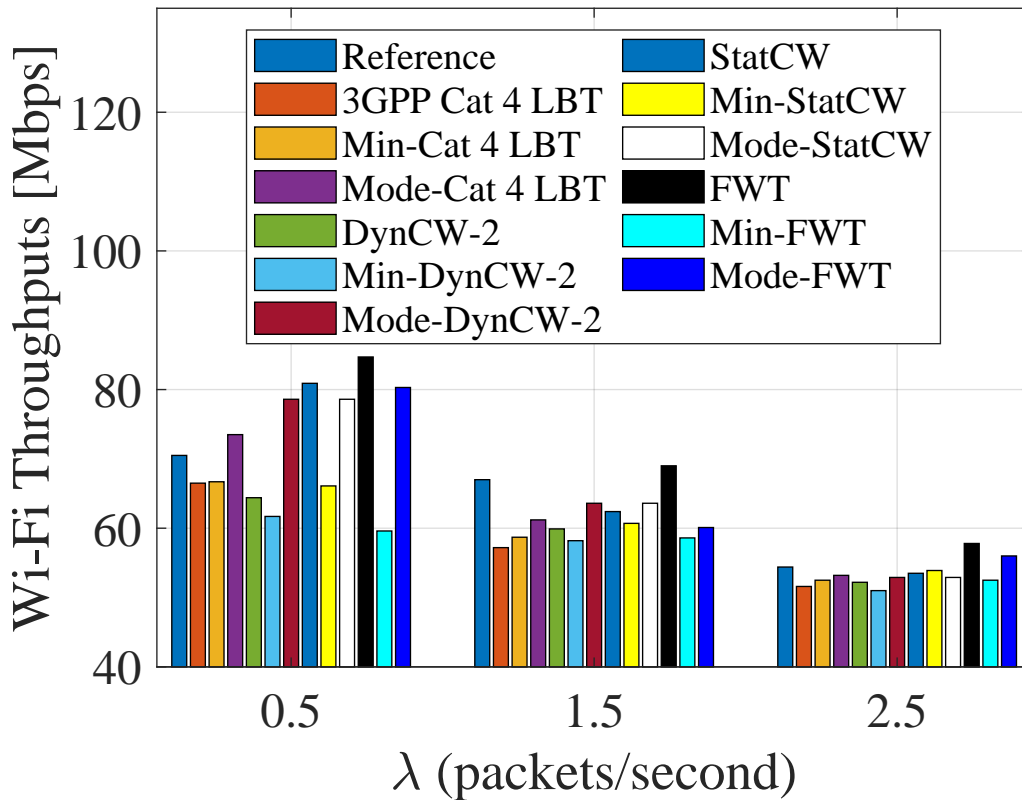 Wi-Fi Throughputs [Mbps]
120
100
80
60
40
Reference
3GPP Cat 4 LBT
Min-Cat 4 LBT
Mode-Cat 4 LBT
DynCW-2
Min-DynCW-2
Mode-DynCW-2
StatCW
Min-StatCW
Mode-StatCW
FWT
Min-FWT
Mode-FWT
0.5 1.5 2.5
λ (packets/second)